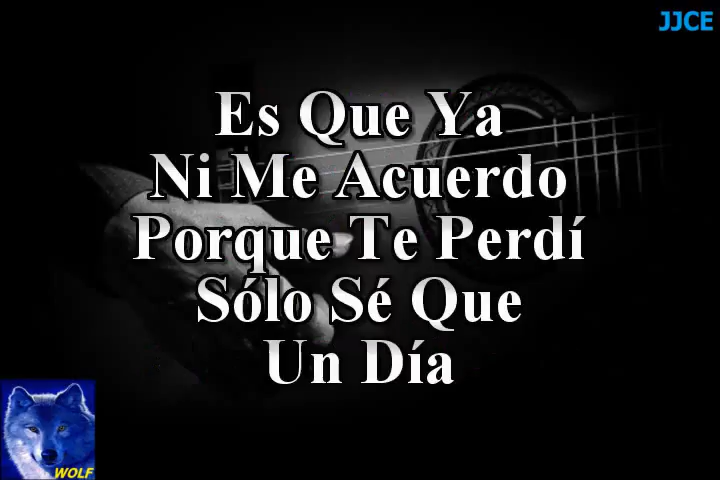 JJCE
Es Que Ya
Ni Me Acuerdo
Porque Te Perdí
Sólo Sé Que
Un Día
WOLF